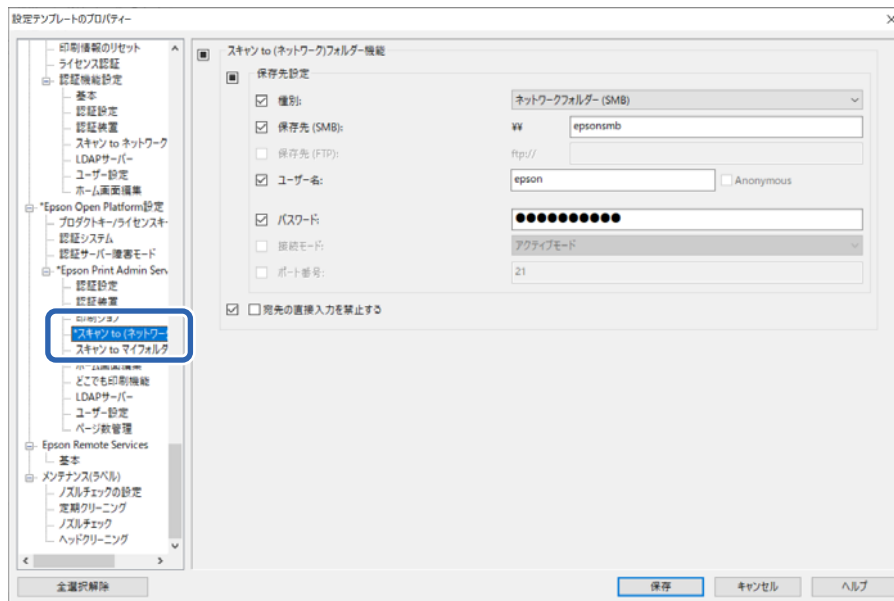 設定テンプレートのプロパティー
印刷情報のリセット
ライセンス認証
認証機能設定
基本
認証設定
認証装置
スキャン to ネットワーク
LDAPサーバー
ユーザー設定
ホーム画面編集
*Epson Open Platform設定
プロダクトキー/ライセンスキ
認証システム
認証サーバー障害モード
*Epson Print Admin Serv
認証設定
認証装置
印刷ジョブ
*スキャン to (ネットワー
スキャン to マイフォルダ
ホーム画面編集
どこでも印刷機能
LDAPサーバー
ユーザー設定
ページ数管理
Epson Remote Services
基本
メンテナンス(ラベル)
ノズルチェックの設定
定期クリーニング
ノズルチェック
ヘッドクリーニング
全選択解除
スキャン to (ネットワーク)フォルダー機能
保存先設定
種別: ネットワークフォルダー (SMB)
保存先 (SMB): ¥¥ epsonsmb
保存先 (FTP): ftp://
ユーザー名: epson Anonymous
パスワード: ●●●●●●●●●●
接続モード: アクティブモード
ポート番号: 21
宛先の直接入力を禁止する
保存 キャンセル ヘルプ